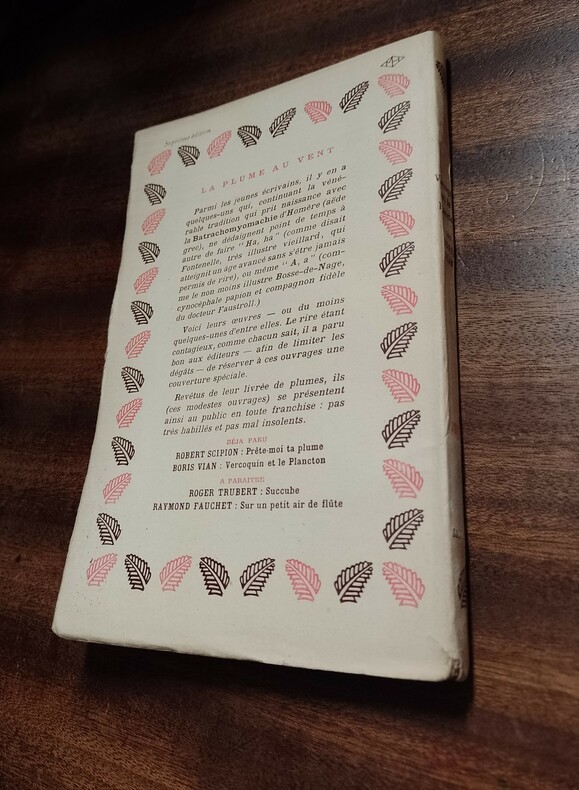 Septième édition
LA PLUME AU VENT
Parmi les jeunes écrivains, il y en a
quelques-uns qui, continuant la véné-
rable tradition qui prit naissance avec
la Batrachomyomachie d'Homère (aède
grec), ne dédaignent point de temps à
autre de faire "Ha, ha" (comme disait
Fontenelle, très illustre vieillard, qui
atteignit un âge avancé sans s'être jamais
permis de rire), ou même "A, a" (com-
me le non moins illustre Bosse-de-Nage,
cynocéphale papion et compagnon fidèle
du docteur Faustroll.)
Voici leurs œuvres — ou du moins
quelques-unes d'entre elles. Le rire étant
contagieux, comme chacun sait, il a paru
bon aux éditeurs — afin de limiter les
dégâts — de réserver à ces ouvrages une
couverture spéciale.
Revêtus de leur livrée de plumes, ils
(ces modestes ouvrages) se présentent
ainsi au public en toute franchise : pas
très habillés et pas mal insolents.
DÉJA PARU
ROBERT SCIPION : Prête-moi ta plume
BORIS VIAN : Vercoquin et le Plancton
A PARAITRE
ROGER TRUBERT : Succube
RAYMOND FAUCHET : Sur un petit air de flûte